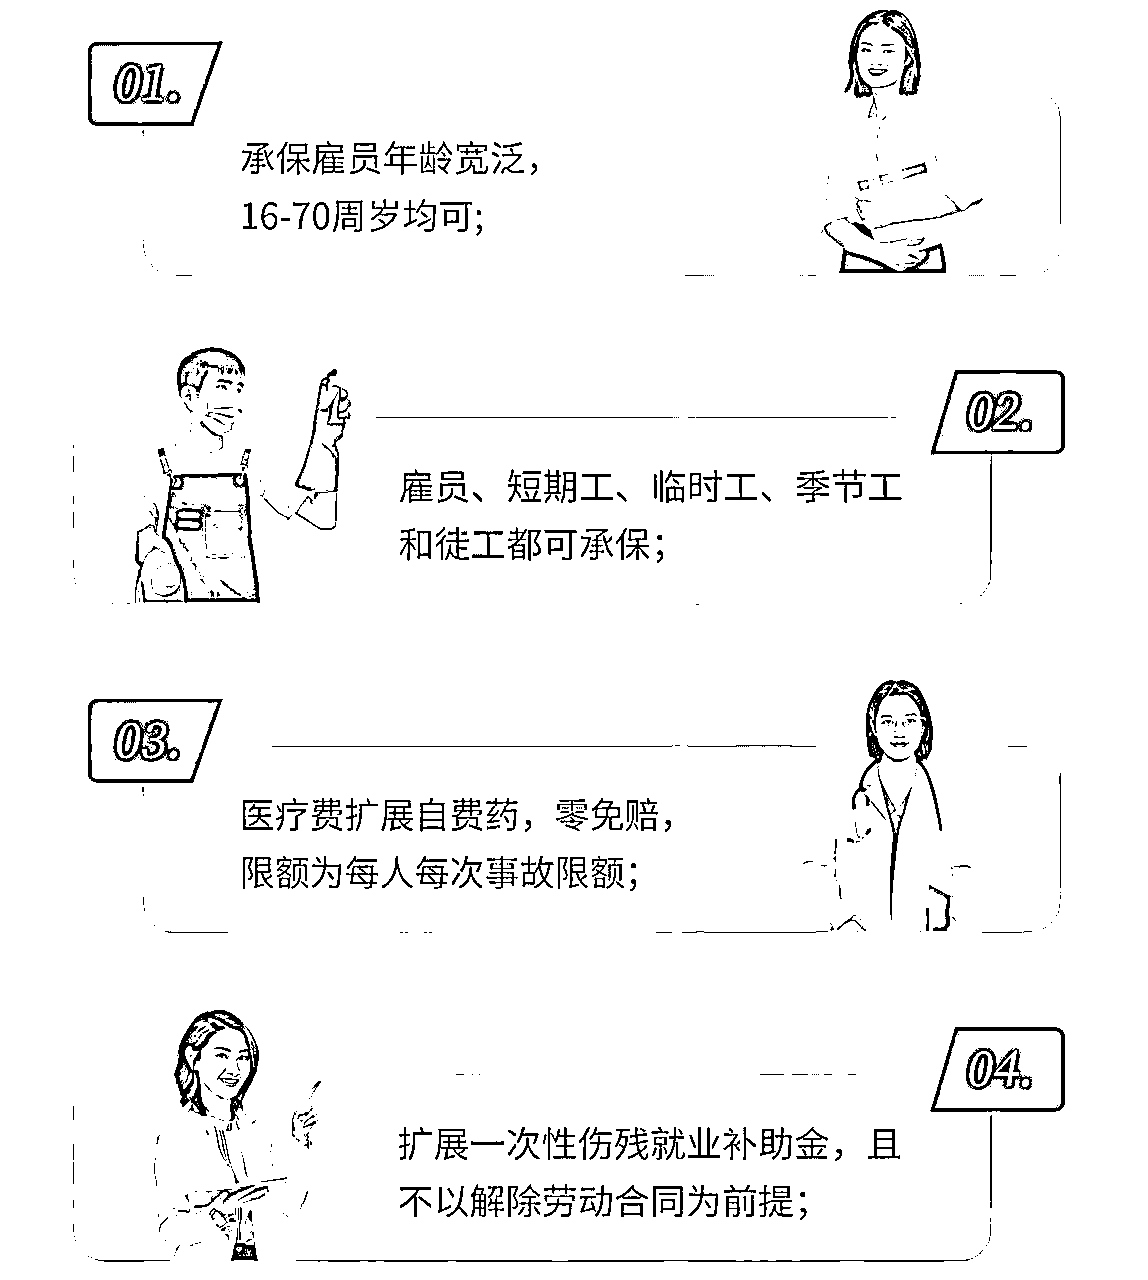 01.
承保雇员年龄宽泛，
16-70周岁均可;
02.
雇员、短期工、临时工、季节工
和徒工都可承保；
03.
医疗费扩展自费药，零免赔，
限额为每人每次事故限额；
04.
扩展一次性伤残就业补助金，且
不以解除劳动合同为前提；